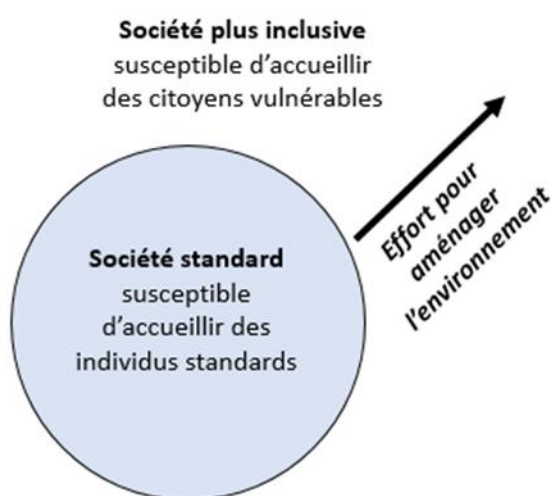 Société plus inclusive
susceptible d'accueillir
des citoyens vulnérables
Effort pour
aménager
l'environnement
Société standard
susceptible
d'accueillir des
individus standards